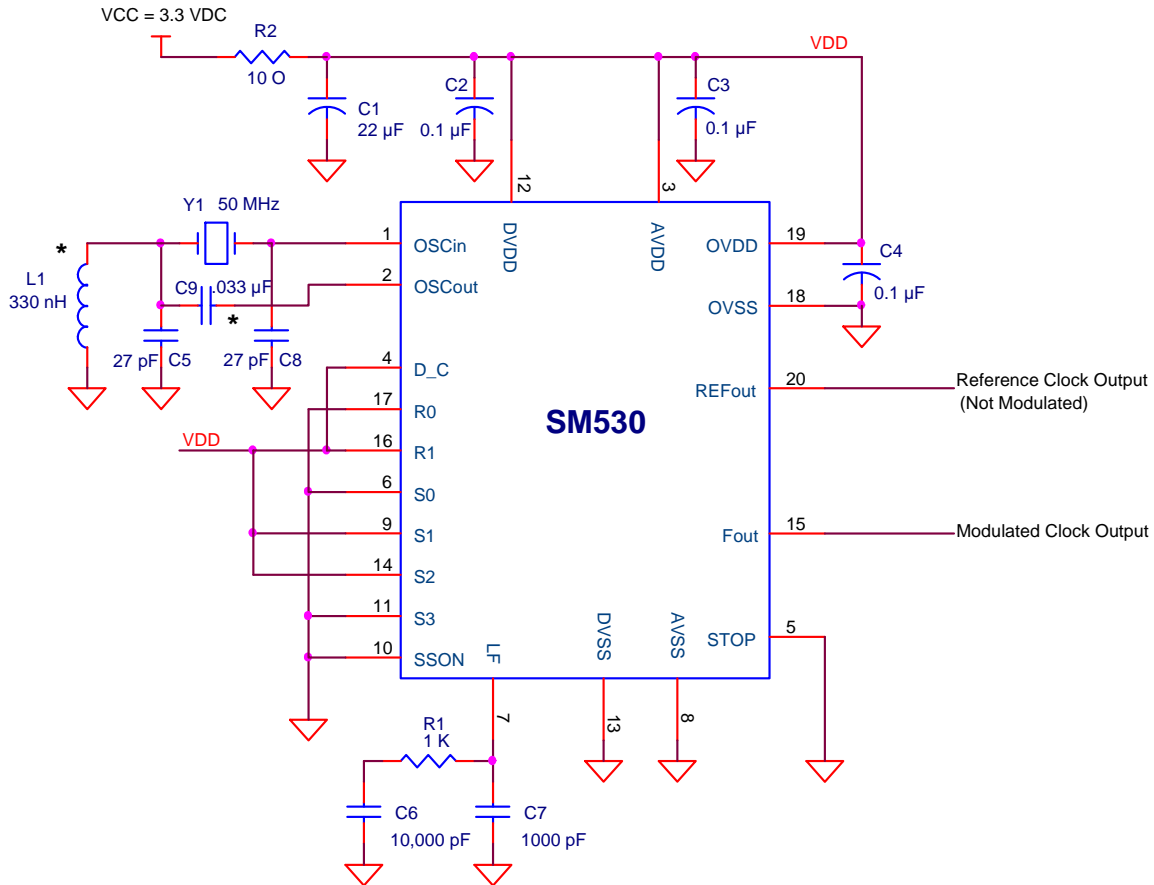 VCC = 3.3 VDC
R2
10 O
VDD
C1
22 µF
C2
0.1 µF
C3
0.1 µF
12
3
Y1 50 MHz
*
L1
330 nH
C9 .033 µF
*
27 pF C5
27 pF C8
1
OSCin
2
OSCout
4
D_C
17
R0
16
R1
6
S0
9
S1
14
S2
11
S3
10
SSON
VDD
DVDD
AVDD
SM530
LF
DVSS
AVSS
OVDD
19
C4
0.1 µF
OVSS
18
REFout
20
Reference Clock Output
(Not Modulated)
Fout
15
Modulated Clock Output
STOP
5
7
13
8
R1
1 K
C6
10,000 pF
C7
1000 pF